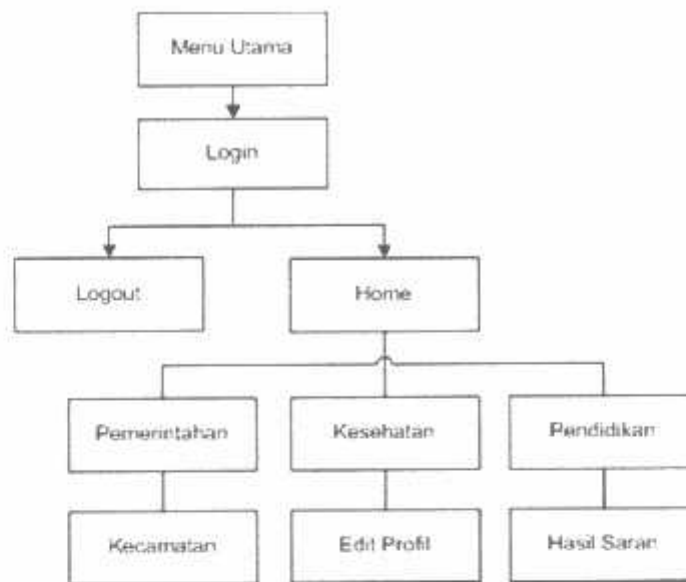 Menu Utama
Login
Logout
Home
Pemerintahan
Kesehatan
Pendidikan
Kecamatan
Edit Profil
Hasil Saran